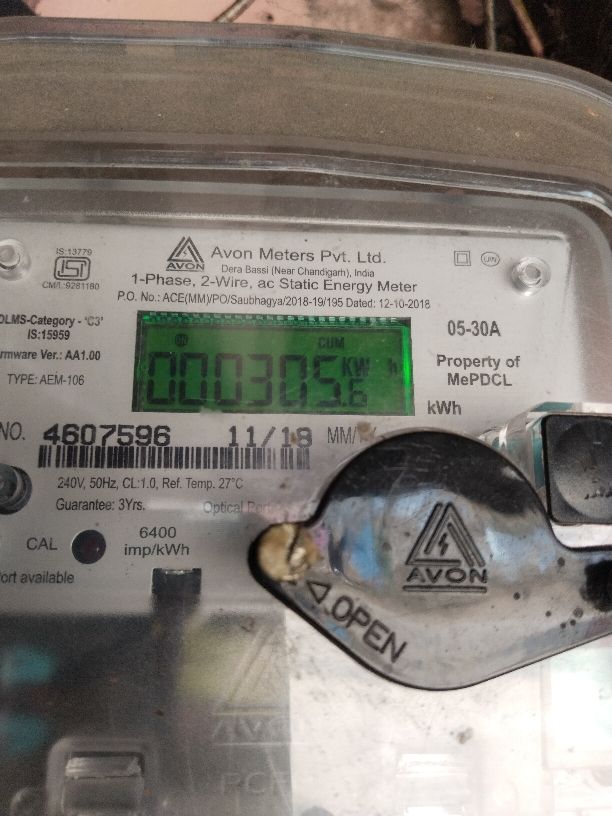 IS:13779
CM/L:9281180
AVON
Avon Meters Pvt. Ltd.
Dera Bassi (Near Chandigarh), India
1-Phase, 2-Wire, ac Static Energy Meter
P.O. No.: ACE(MM)/PO/Saubhagya/2018-19/195 Dated: 12-10-2018
DLMS-Category - 'C3'
IS:15959
rmware Ver.: AA1.00
TYPE: AEM-106
CUM
000305.6 KW h
05-30A
Property of
MePDCL
kWh
NO. 4607596 11/18 MM/
240V, 50Hz, CL:1.0, Ref. Temp. 27°C
Guarantee: 3Yrs.
Optical Port
CAL
6400
imp/kWh
ort available
AVON
OPEN